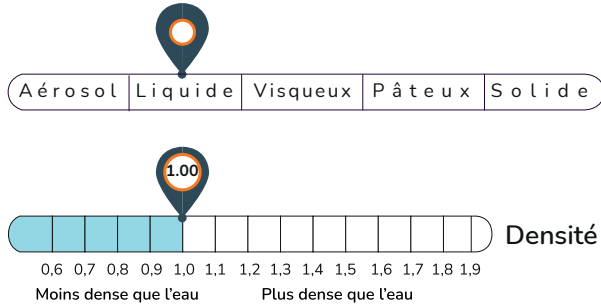 Aérosol Liquide Visqueux Pâteux Solide
1.00
Densité
0,6 0,7 0,8 0,9 1,0 1,1 1,2 1,3 1,4 1,5 1,6 1,7 1,8 1,9
Moins dense que l’eau Plus dense que l’eau